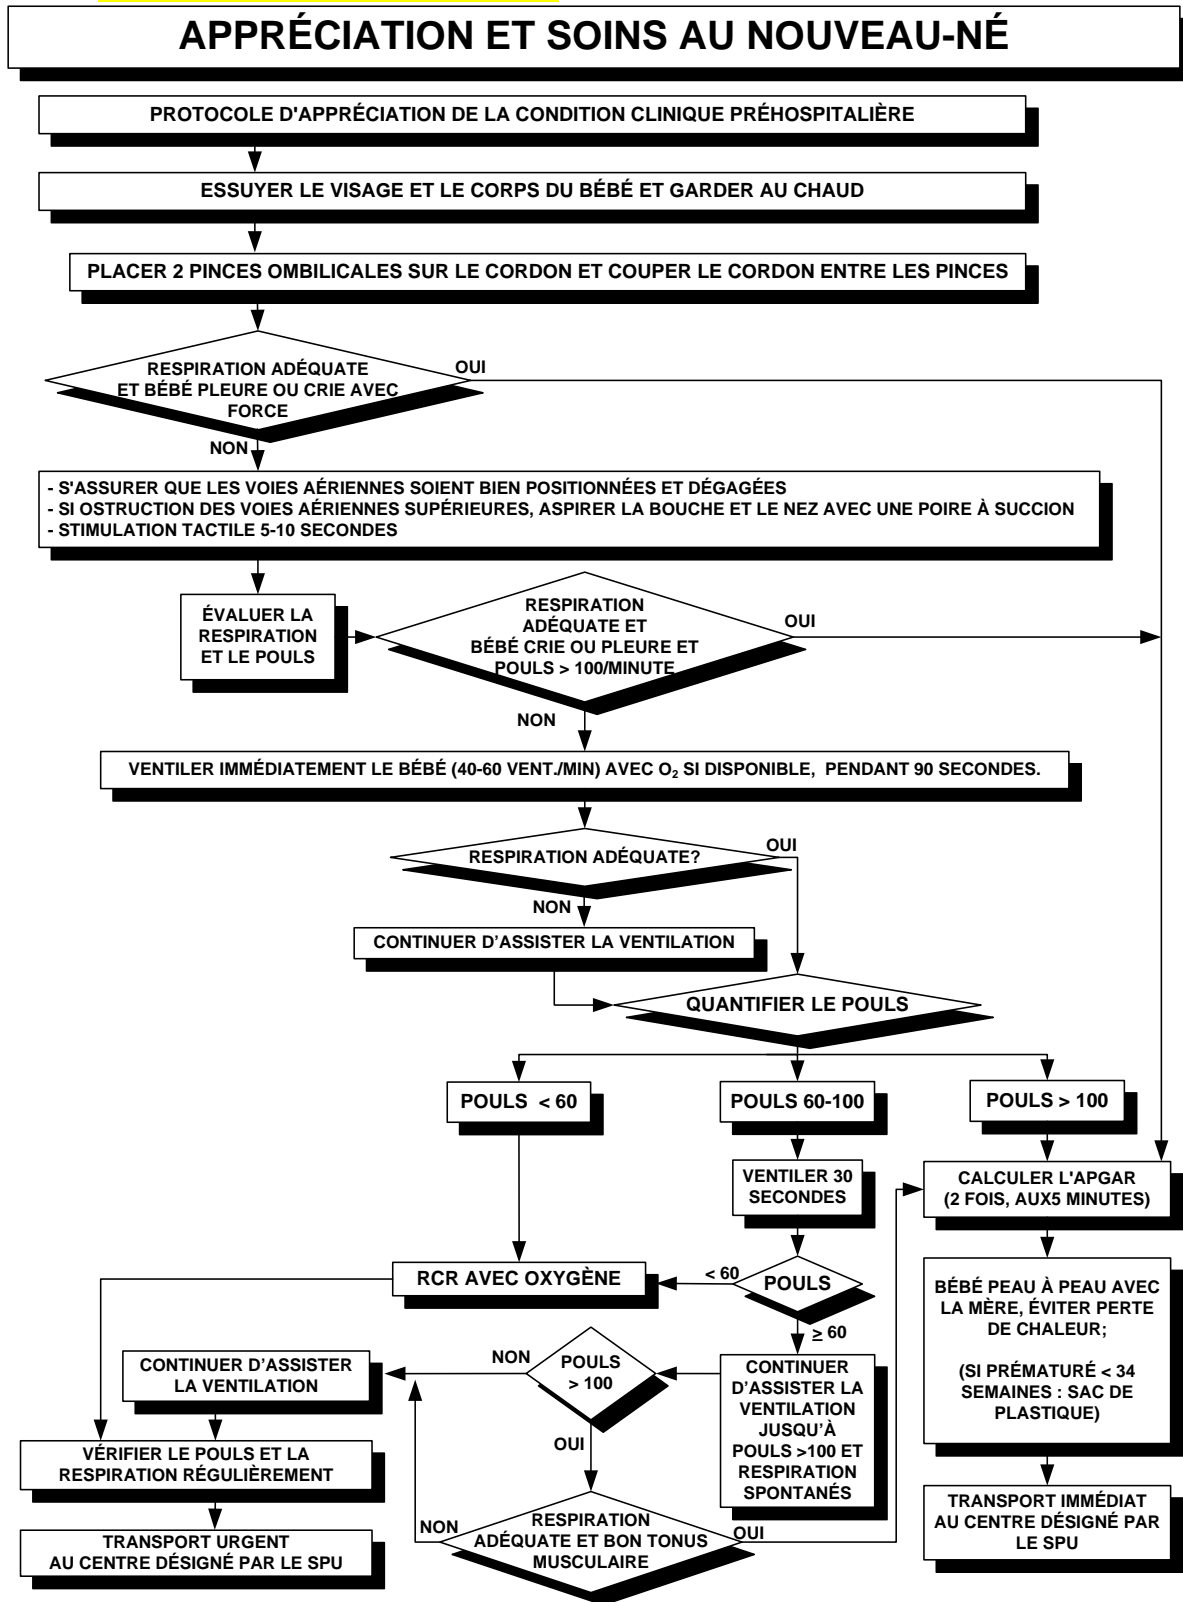 APPRÉCIATION ET SOINS AU NOUVEAU-NÉ
PROTOCOLE D'APPRÉCIATION DE LA CONDITION CLINIQUE PRÉHOSPITALIÈRE
ESSUYER LE VISAGE ET LE CORPS DU BÉBÉ ET GARDER AU CHAUD
PLACER 2 PINCES OMBILICALES SUR LE CORDON ET COUPER LE CORDON ENTRE LES PINCES
RESPIRATION ADÉQUATE
ET BÉBÉ PLEURE OU CRIE AVEC
FORCE
OUI
NON
- S'ASSURER QUE LES VOIES AÉRIENNES SOIENT BIEN POSITIONNÉES ET DÉGAGÉES
- SI OSTRUCTION DES VOIES AÉRIENNES SUPÉRIEURES, ASPIRER LA BOUCHE ET LE NEZ AVEC UNE POIRE À SUCCION
- STIMULATION TACTILE 5-10 SECONDES
ÉVALUER LA
RESPIRATION
ET LE POULS
RESPIRATION
ADÉQUATE ET
BÉBÉ CRIE OU PLEURE ET
POULS > 100/MINUTE
OUI
NON
VENTILER IMMÉDIATEMENT LE BÉBÉ (40-60 VENT./MIN) AVEC O₂ SI DISPONIBLE, PENDANT 90 SECONDES.
RESPIRATION ADÉQUATE?
OUI
NON
CONTINUER D'ASSISTER LA VENTILATION
QUANTIFIER LE POULS
POULS < 60
POULS 60-100
POULS > 100
VENTILER 30
SECONDES
CALCULER L'APGAR
(2 FOIS, AUX5 MINUTES)
RCR AVEC OXYGÈNE
< 60
POULS
≥ 60
BÉBÉ PEAU À PEAU AVEC
LA MÈRE, ÉVITER PERTE
DE CHALEUR;
(SI PRÉMATURÉ < 34
SEMAINES : SAC DE
PLASTIQUE)
CONTINUER D'ASSISTER
LA VENTILATION
NON
POULS
> 100
OUI
CONTINUER
D'ASSISTER LA
VENTILATION
JUSQU'À
POULS >100 ET
RESPIRATION
SPONTANÉS
VÉRIFIER LE POULS ET LA
RESPIRATION RÉGULIÈREMENT
TRANSPORT URGENT
AU CENTRE DÉSIGNÉ PAR LE SPU
NON
RESPIRATION
ADÉQUATE ET BON TONUS
MUSCULAIRE
OUI
TRANSPORT IMMÉDIAT
AU CENTRE DÉSIGNÉ PAR
LE SPU